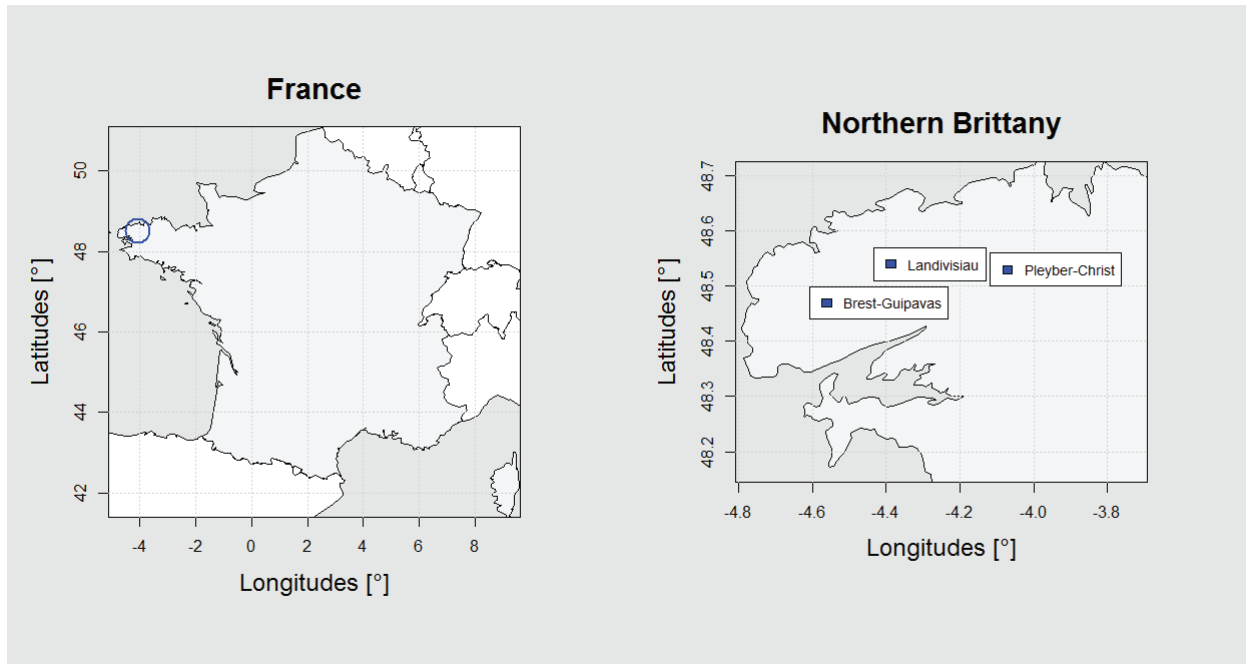 France
50
48
46
44
42
Latitudes [°]
-4 -2 0 2 4 6 8
Longitudes [°]
Northern Brittany
48.7
48.6
48.5
48.4
48.3
48.2
Latitudes [°]
Landivisiau
Pleyber-Christ
Brest-Guipavas
-4.8 -4.6 -4.4 -4.2 -4.0 -3.8
Longitudes [°]